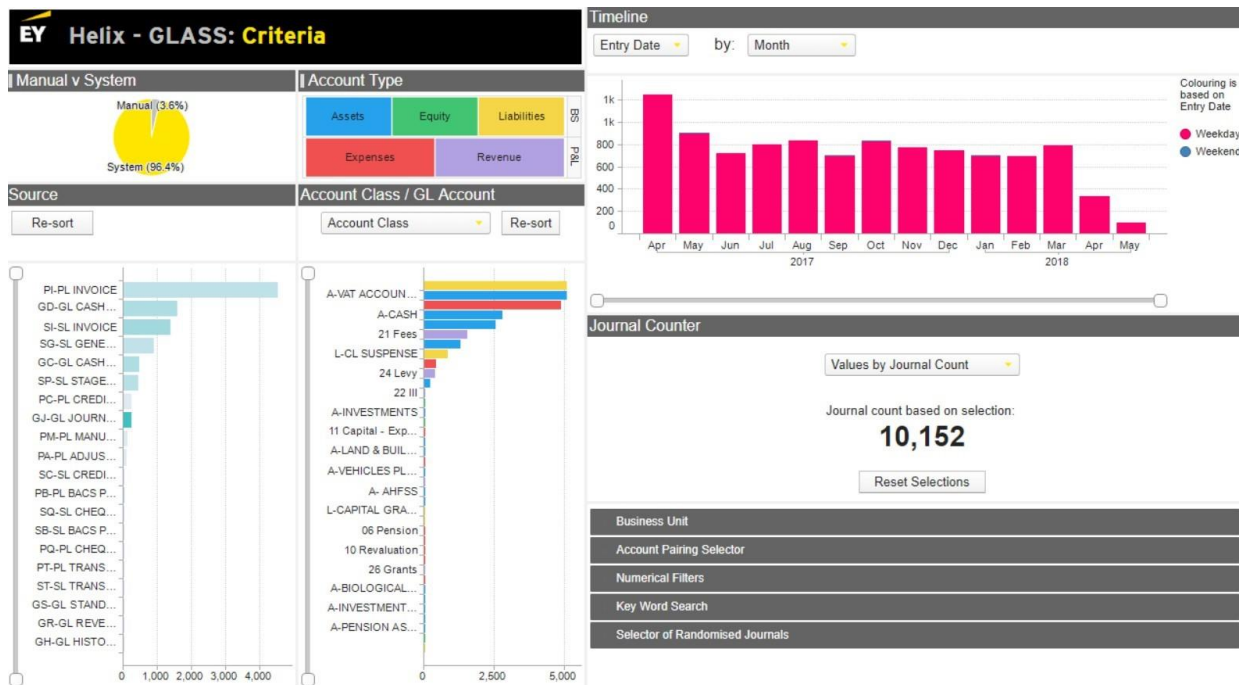 EY Helix - GLASS: Criteria
Manual v System
Manual (3.6%)
System (96.4%)
Account Type
Assets
Equity
Liabilities
BS
Expenses
Revenue
P&L
Source
Re-sort
PI-PL INVOICE
GD-GL CASH...
SI-SL INVOICE
SG-SL GENE...
GC-GL CASH...
SP-SL STAGE...
PC-PL CREDI...
GJ-GL JOURN...
PM-PL MANU...
PA-PL ADJUS...
SC-SL CREDI...
PB-PL BACS P...
SQ-SL CHEQ...
SB-SL BACS P...
PQ-PL CHEQ...
PT-PL TRANS...
ST-SL TRANS...
GS-GL STAND...
GR-GL REVE...
GH-GL HISTO...
0 1,000 2,000 3,000 4,000
Account Class / GL Account
Account Class
Re-sort
A-VAT ACCOUN...
A-CASH
21 Fees
L-CL SUSPENSE
24 Levy
22 III
A-INVESTMENTS
11 Capital - Exp...
A-LAND & BUIL...
A-VEHICLES PL...
A- AHFSS
L-CAPITAL GRA...
06 Pension
10 Revaluation
26 Grants
A-BIOLOGICAL...
A-INVESTMENT...
A-PENSION AS...
0 2,500 5,000
Timeline
Entry Date by: Month
1k
1k
800
600
400
200
0
Apr May Jun Jul Aug Sep Oct Nov Dec Jan Feb Mar Apr May
2017 2018
Colouring is
based on
Entry Date
Weekday
Weekend
Journal Counter
Values by Journal Count
Journal count based on selection:
10,152
Reset Selections
Business Unit
Account Pairing Selector
Numerical Filters
Key Word Search
Selector of Randomised Journals